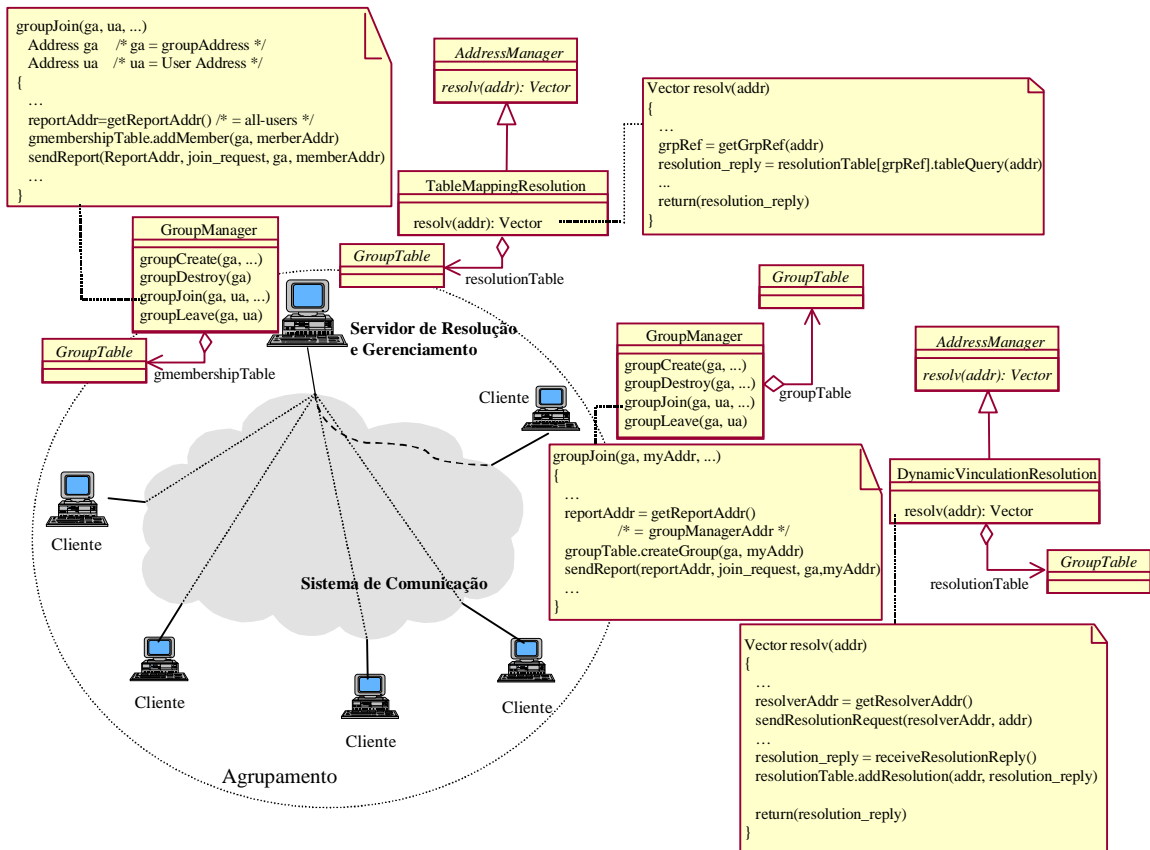 groupJoin(ga, ua, ...)
Address ga /* ga = groupAddress */
Address ua /* ua = User Address */
{
…
reportAddr=getReportAddr() /* = all-users */
gmembershipTable.addMember(ga, merberAddr)
sendReport(ReportAddr, join_request, ga, memberAddr)
…
}
AddressManager
resolv(addr): Vector
Vector resolv(addr)
{
…
grpRef = getGrpRef(addr)
resolution_reply = resolutionTable[grpRef].tableQuery(addr)
...
return(resolution_reply)
}
TableMappingResolution
resolv(addr): Vector
GroupTable
resolutionTable
GroupManager
groupCreate(ga, ...)
groupDestroy(ga)
groupJoin(ga, ua, ...)
groupLeave(ga, ua)
GroupTable
gmembershipTable
Servidor de Resolução
e Gerenciamento
GroupTable
GroupManager
groupCreate(ga, ...)
groupDestroy(ga, ...)
groupJoin(ga, ua, ...)
groupLeave(ga, ua)
groupTable
AddressManager
resolv(addr): Vector
Cliente
groupJoin(ga, myAddr, ...)
{
…
reportAddr = getReportAddr()
/* = groupManagerAddr */
groupTable.createGroup(ga, myAddr)
sendReport(reportAddr, join_request, ga,myAddr)
…
}
DynamicVinculationResolution
resolv(addr): Vector
GroupTable
resolutionTable
Cliente
Sistema de Comunicação
Cliente
Cliente
Cliente
Agrupamento
Vector resolv(addr)
{
…
resolverAddr = getResolverAddr()
sendResolutionRequest(resolverAddr, addr)
…
resolution_reply = receiveResolutionReply()
resolutionTable.addResolution(addr, resolution_reply)
return(resolution_reply)
}